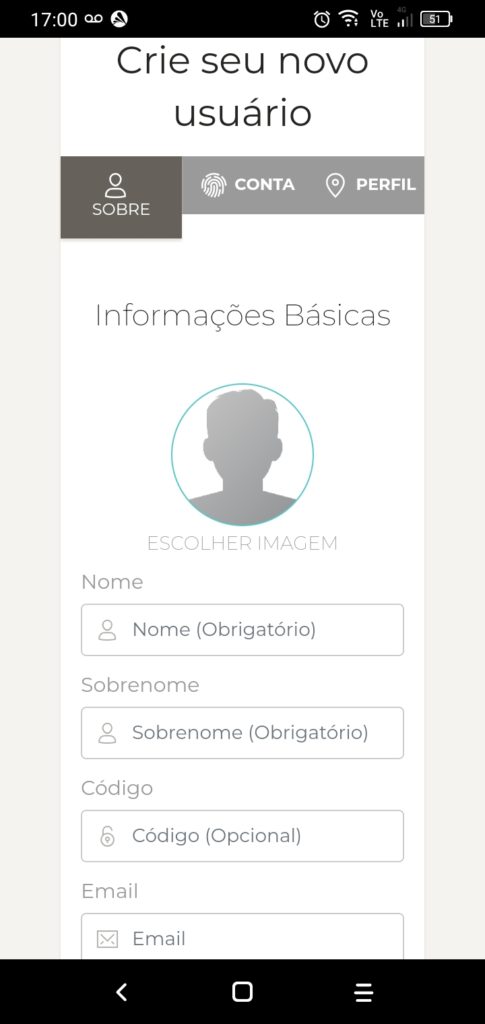 17:00
Vo
LTE
4G
51
Crie seu novo
usuário
SOBRE
CONTA
PERFIL
Informações Básicas
ESCOLHER IMAGEM
Nome
Nome (Obrigatório)
Sobrenome
Sobrenome (Obrigatório)
Código
Código (Opcional)
Email
Email